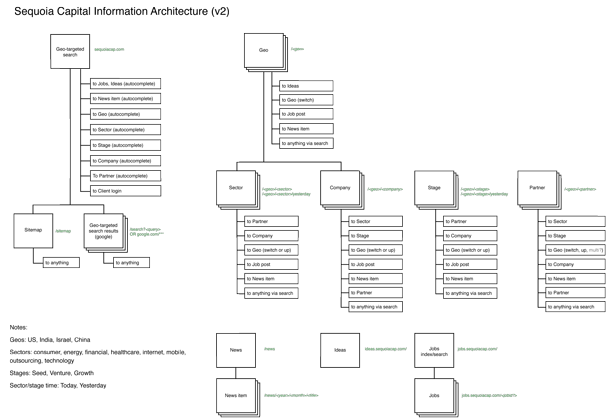 Sequoia Capital Information Architecture (v2)
Geo-targeted
search
sequoiacap.com
to Jobs, Ideas (autocomplete)
to News item (autocomplete)
to Geo (autocomplete)
to Sector (autocomplete)
to Stage (autocomplete)
to Company (autocomplete)
To Partner (autocomplete)
to Client login
Sitemap
/sitemap
to anything
Geo-targeted
search results
(google)
/search?=query>
OR google.com/***
to anything
Geo
/<geo>
to Ideas
to Geo (switch)
to Job post
to News item
to anything via search
Sector
/<geo>/<sector>
/<geo>/<sector>/yesterday
to Partner
to Company
to Geo (switch or up)
to Job post
to News item
to anything via search
Company
/<geo>/<company>
to Sector
to Stage
to Geo (switch or up)
to Job post
to News item
to Partner
to anything via search
Stage
/<geo>/<stage>
/<geo>/<stage>/yesterday
to Partner
to Company
to Geo (switch or up)
to Job post
to News item
to anything via search
Partner
/<geo>/<partner>
to Sector
to Stage
to Geo (switch, up, multi?)
to Company
to News item
to Partner
to anything via search
Notes:
Geos: US, India, Israel, China
Sectors: consumer, energy, financial, healthcare, internet, mobile,
outsourcing, technology
Stages: Seed, Venture, Growth
Sector/stage time: Today, Yesterday
News
/news
News item
Ideas
ideas.sequoiacap.com/
Jobs
index/search
jobs.sequoiacap.com/
Jobs